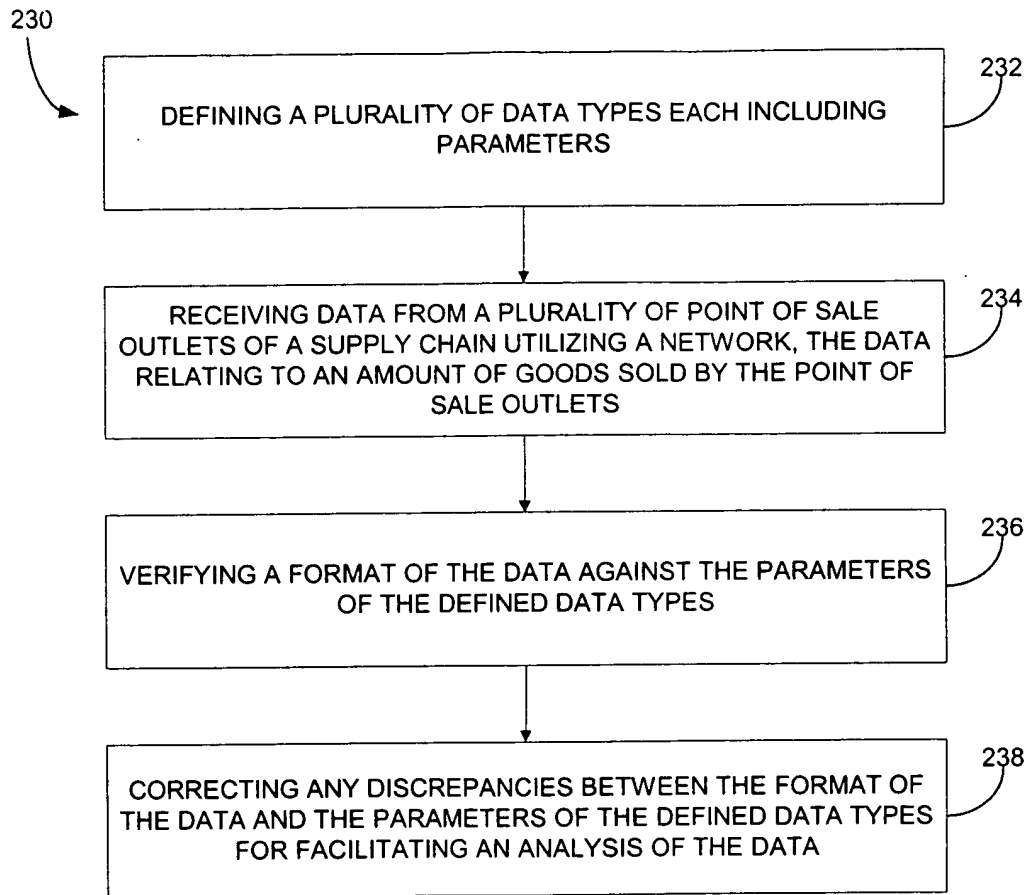 230
232
DEFINING A PLURALITY OF DATA TYPES EACH INCLUDING
PARAMETERS
234
RECEIVING DATA FROM A PLURALITY OF POINT OF SALE
OUTLETS OF A SUPPLY CHAIN UTILIZING A NETWORK, THE DATA
RELATING TO AN AMOUNT OF GOODS SOLD BY THE POINT OF
SALE OUTLETS
236
VERIFYING A FORMAT OF THE DATA AGAINST THE PARAMETERS
OF THE DEFINED DATA TYPES
238
CORRECTING ANY DISCREPANCIES BETWEEN THE FORMAT OF
THE DATA AND THE PARAMETERS OF THE DEFINED DATA TYPES
FOR FACILITATING AN ANALYSIS OF THE DATA